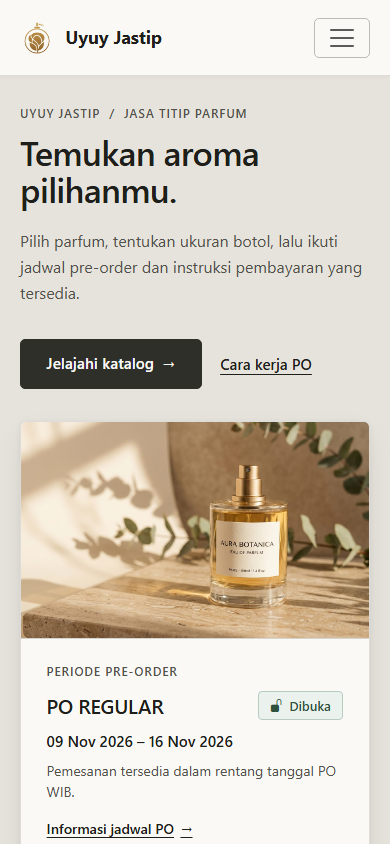 Uyuy Jastip
UYUY JASTIP / JASA TITIP PARFUM
Temukan aroma
pilihanmu.
Pilih parfum, tentukan ukuran botol, lalu ikuti
jadwal pre-order dan instruksi pembayaran yang
tersedia.
Jelajahi katalog →
Cara kerja PO
AURA BOTANICA
EAU DE PARFUM
PERIODE PRE-ORDER
PO REGULAR
Dibuka
09 Nov 2026 – 16 Nov 2026
Pemesanan tersedia dalam rentang tanggal PO
WIB.
Informasi jadwal PO →